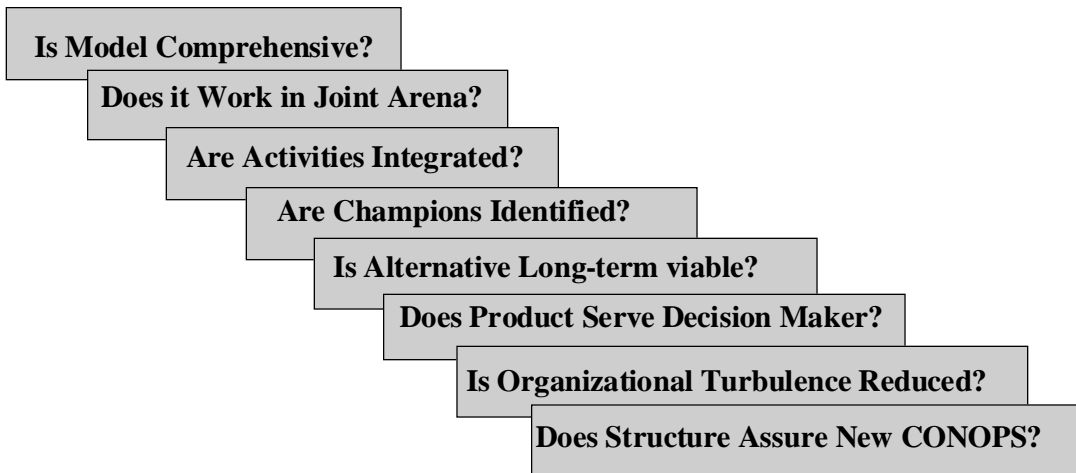 Is Model Comprehensive?
Does it Work in Joint Arena?
Are Activities Integrated?
Are Champions Identified?
Is Alternative Long-term viable?
Does Product Serve Decision Maker?
Is Organizational Turbulence Reduced?
Does Structure Assure New CONOPS?